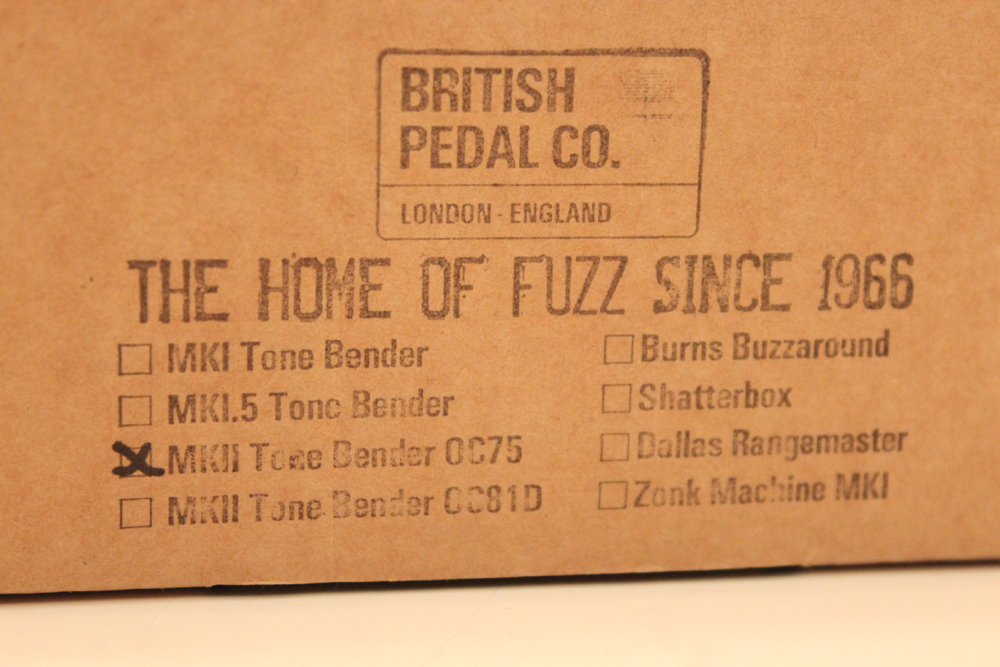 BRITISH
PEDAL CO.
LONDON - ENGLAND
THE HOME OF FUZZ SINCE 1966
MKI Tone Bender
MKI.5 Tone Bender
MKII Tone Bender OC75
MKII Tone Bender OC81D
Burns Buzzaround
Shatterbox
Dallas Rangemaster
Zonk Machine MKI